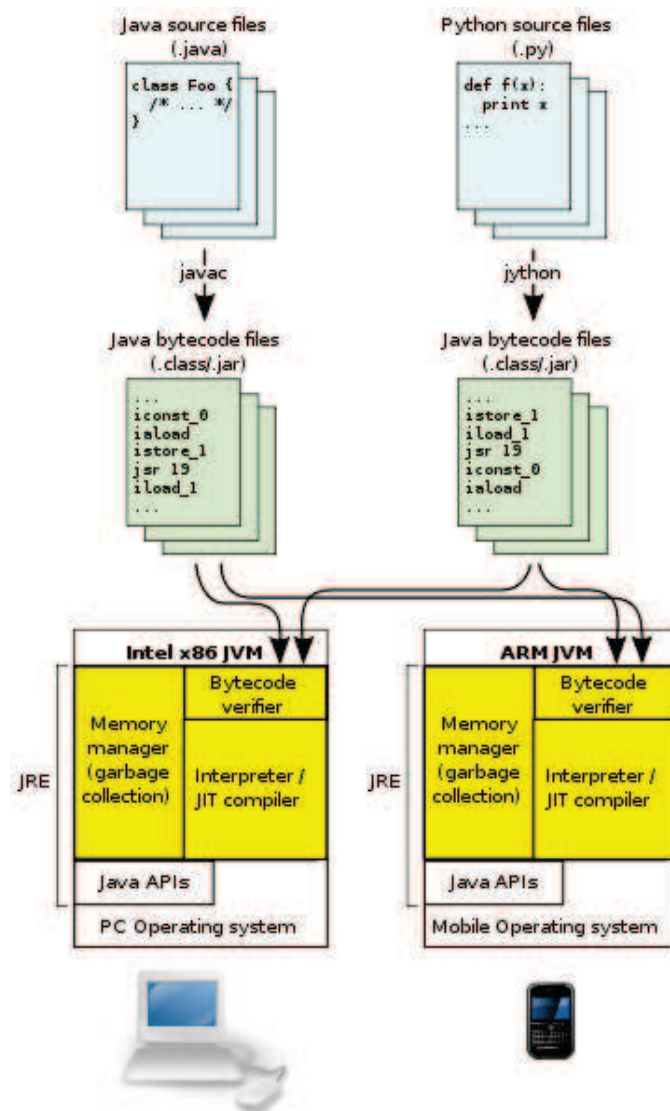 Java source files
(.java)
class Foo {
/* ... */
}
Python source files
(.py)
def f(x):
print x
...
javac
jython
Java bytecode files
(.class/.jar)
...
iconst_0
iaload
istore_1
jsr 19
iload_1
...
Java bytecode files
(.class/.jar)
...
istore_1
iload_1
jsr 19
iconst_0
iaload
...
Intel x86 JVM
Bytecode
verifier
Memory
manager
(garbage
collection)
Interpreter /
JIT compiler
JRE
Java APIs
PC Operating system
ARM JVM
Bytecode
verifier
Memory
manager
(garbage
collection)
Interpreter /
JIT compiler
JRE
Java APIs
Mobile Operating system